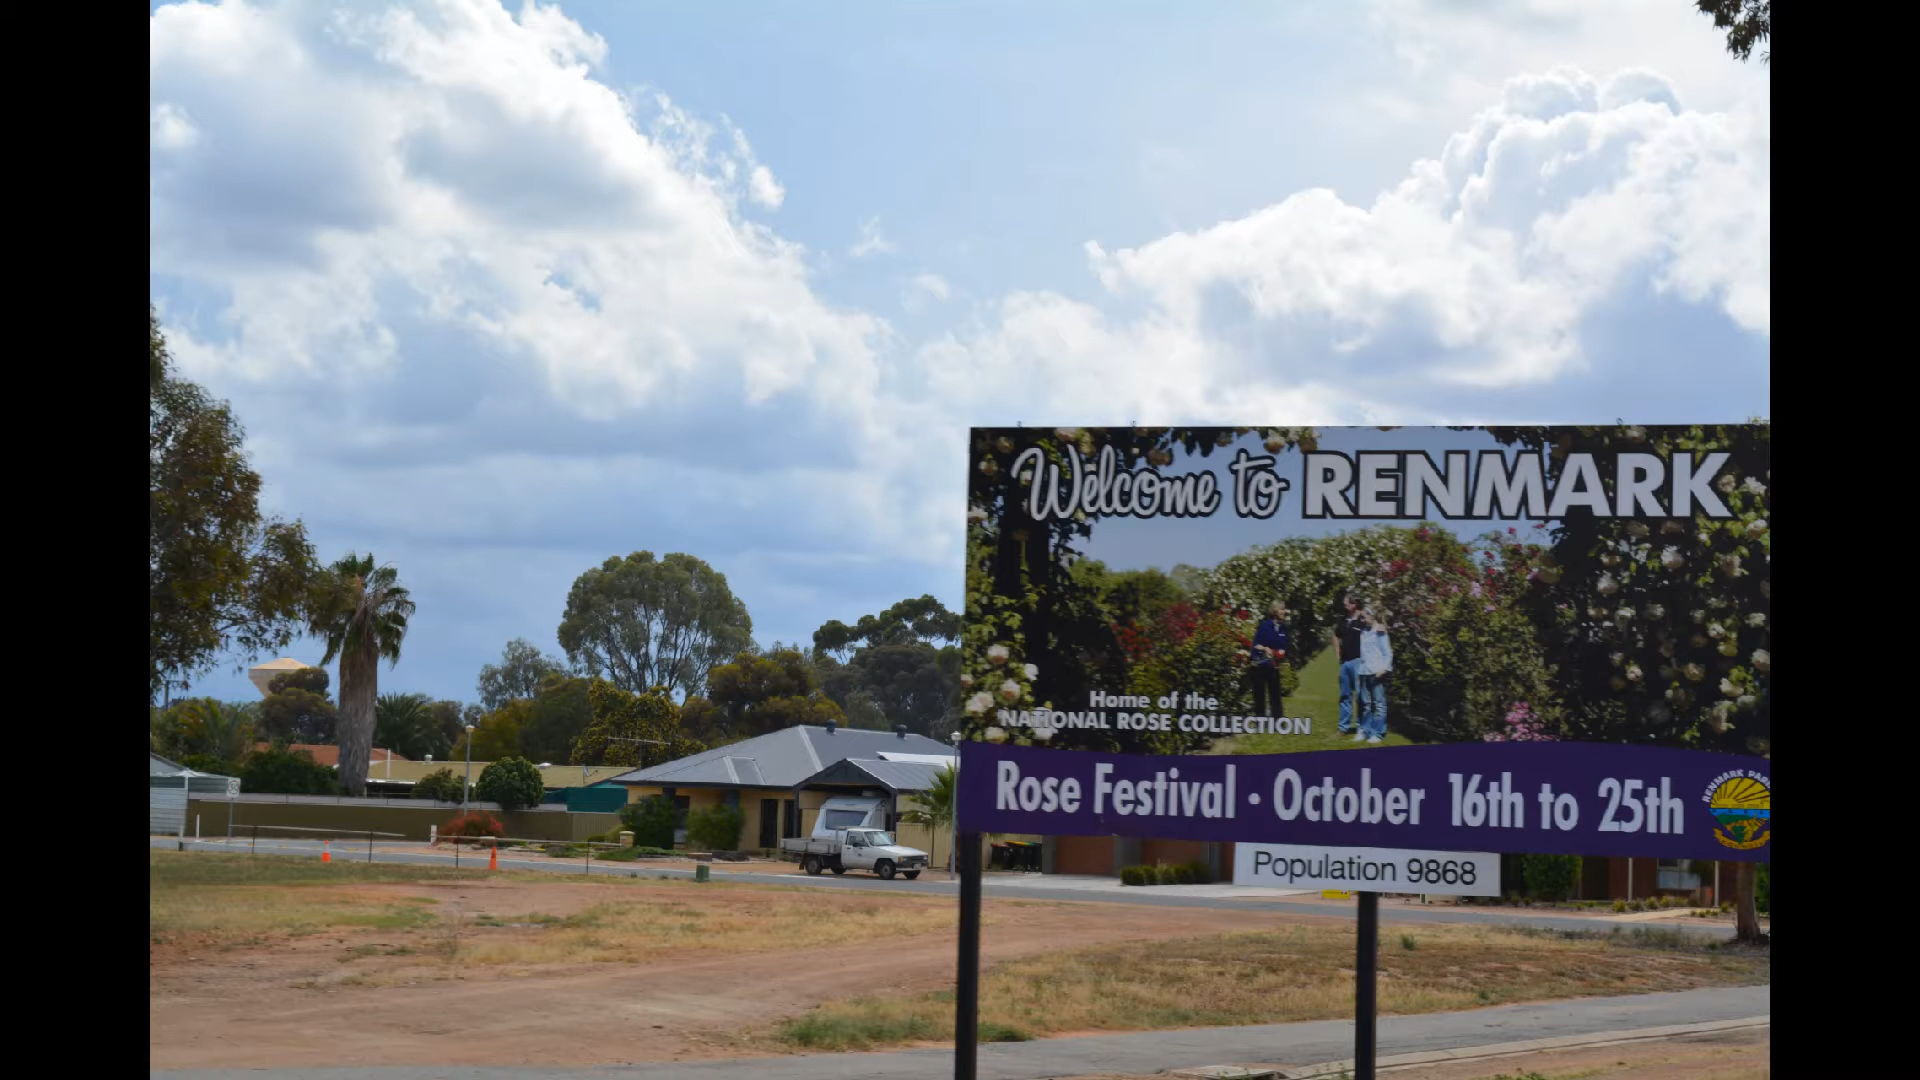 Welcome to RENMARK
Home of the
NATIONAL ROSE COLLECTION
Rose Festival · October 16th to 25th
Population 9868